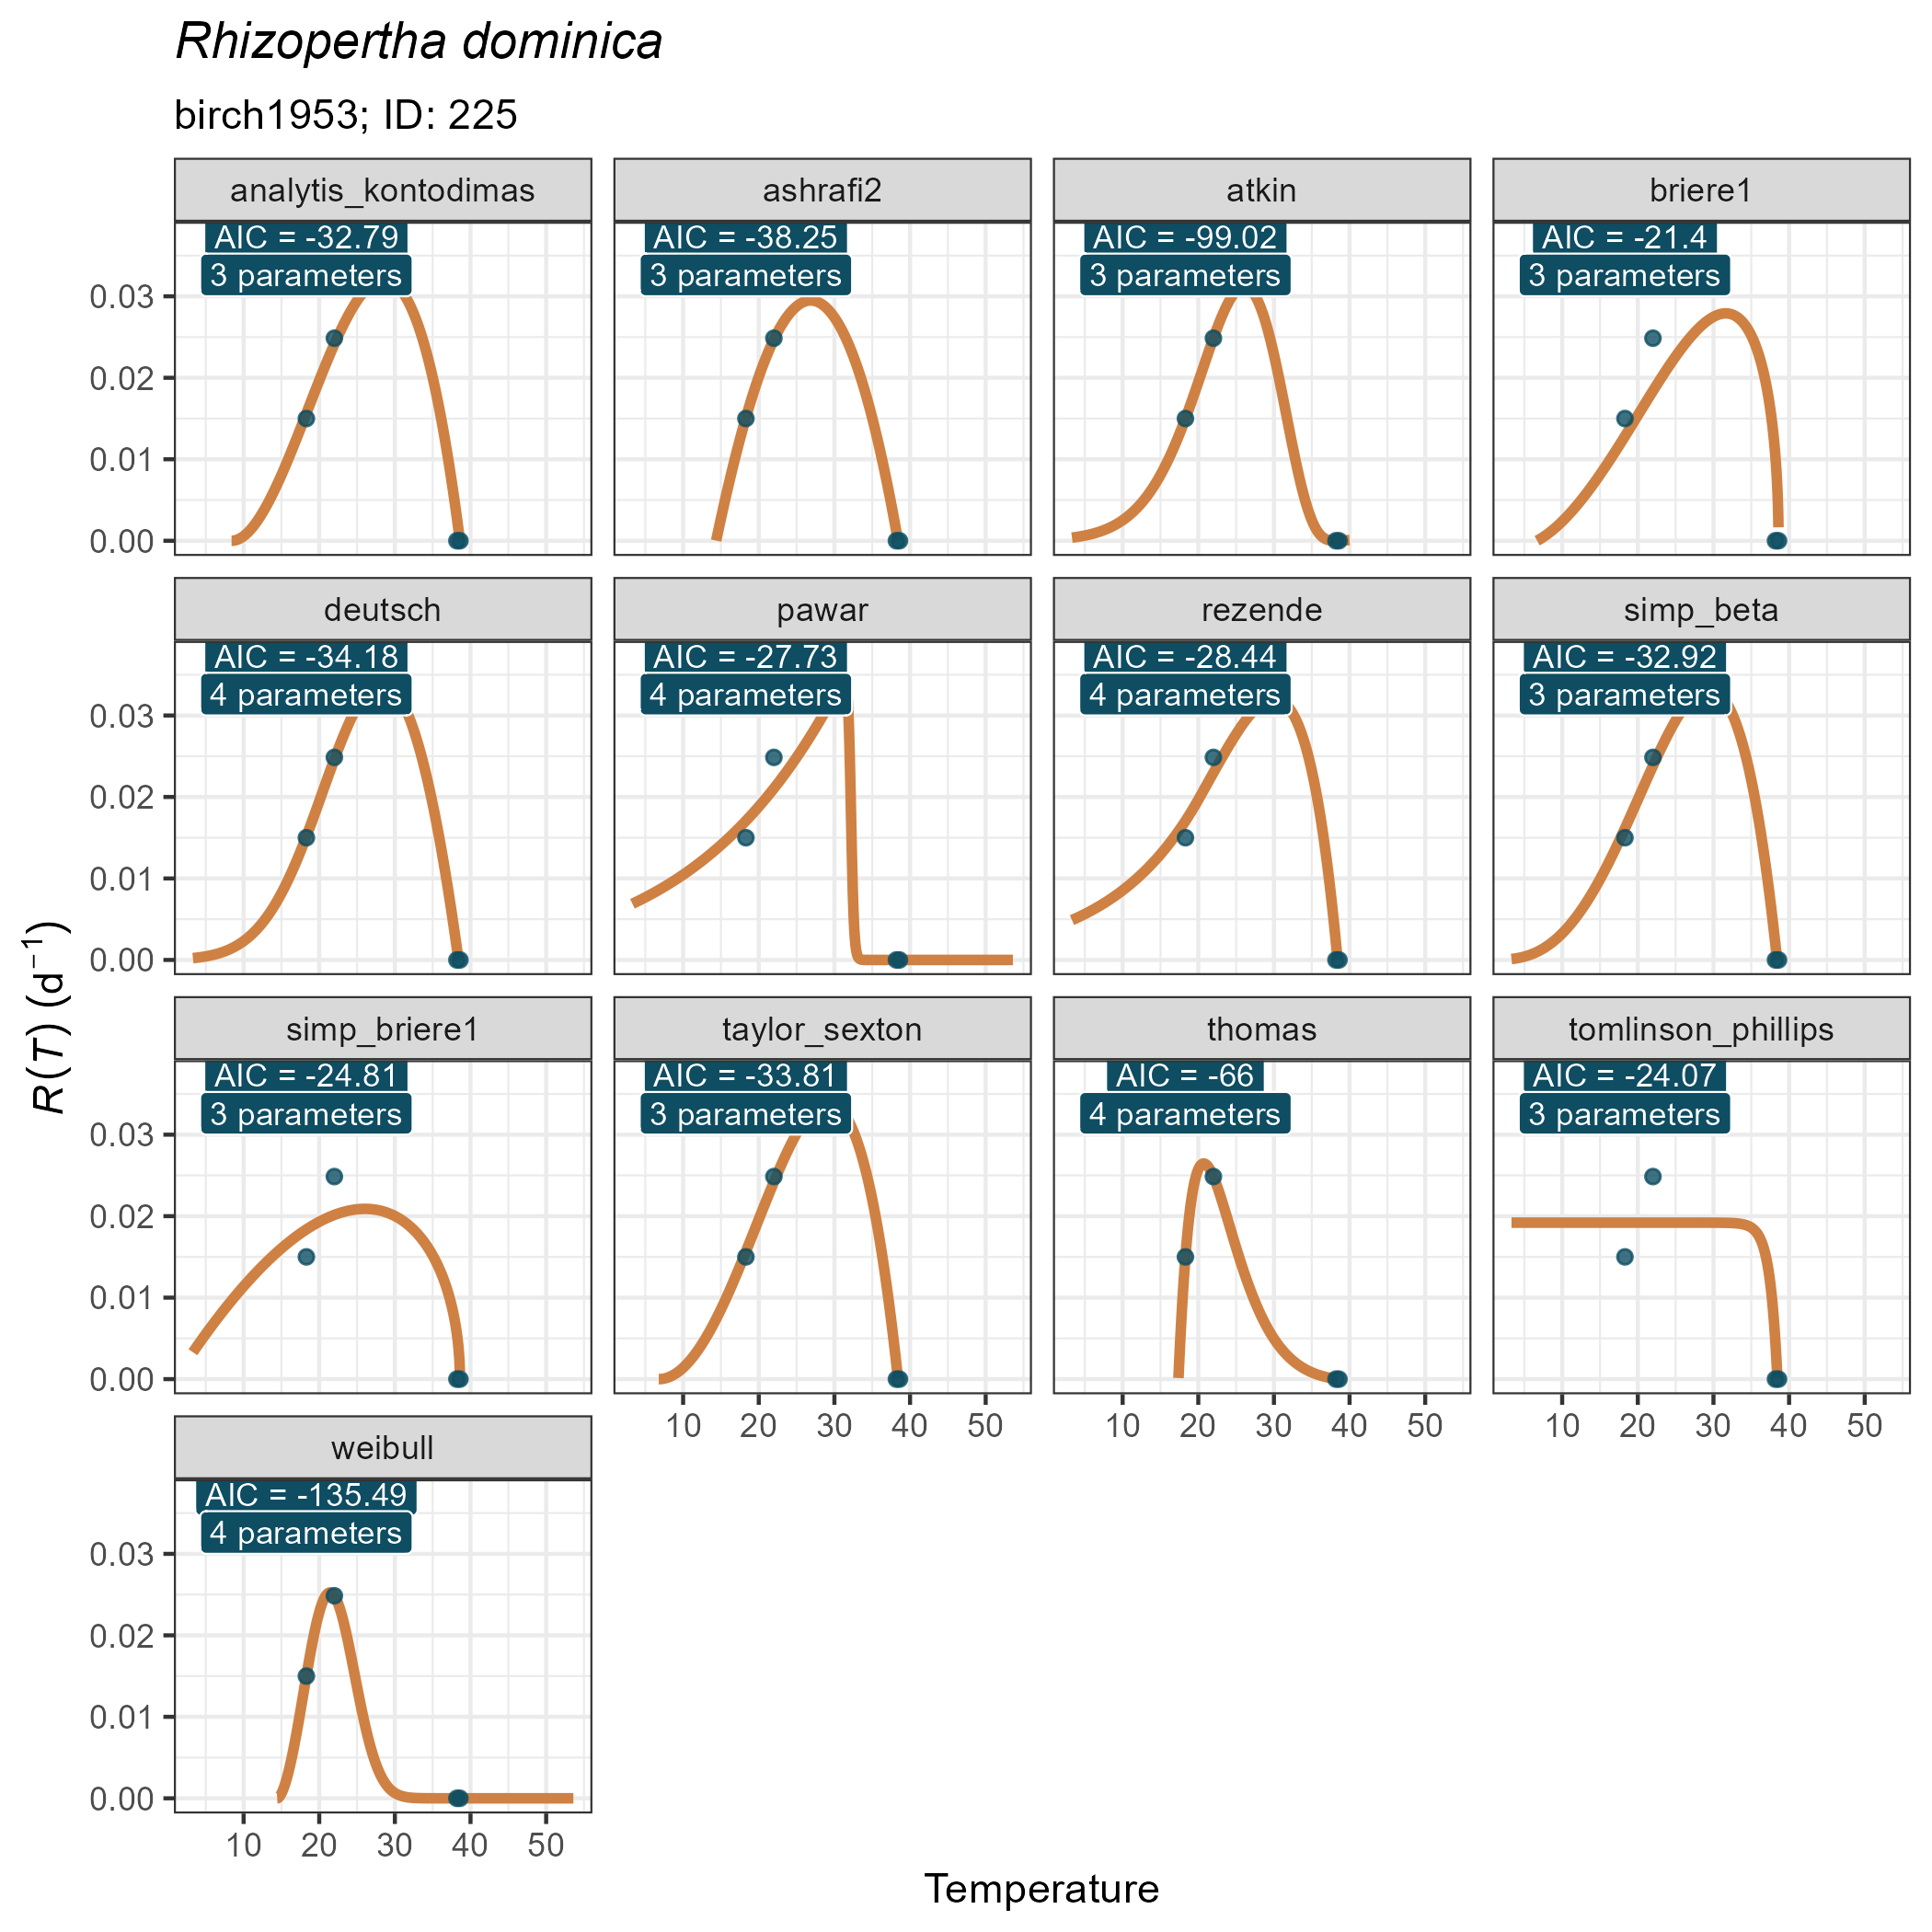 Rhizopertha dominica
birch1953; ID: 225
analytis_kontodimas
ashrafi2
atkin
briere1
AIC = -32.79
3 parameters
AIC = -38.25
3 parameters
AIC = -99.02
3 parameters
AIC = -21.4
3 parameters
0.03
0.02
0.01
0.00
deutsch
pawar
rezende
simp_beta
AIC = -34.18
4 parameters
AIC = -27.73
4 parameters
AIC = -28.44
4 parameters
AIC = -32.92
3 parameters
0.03
0.02
0.01
0.00
R(T) (d⁻¹)
simp_briere1
taylor_sexton
thomas
tomlinson_phillips
AIC = -24.81
3 parameters
AIC = -33.81
3 parameters
AIC = -66
4 parameters
AIC = -24.07
3 parameters
0.03
0.02
0.01
0.00
10 20 30 40 50
10 20 30 40 50
10 20 30 40 50
weibull
AIC = -135.49
4 parameters
0.03
0.02
0.01
0.00
10 20 30 40 50
Temperature